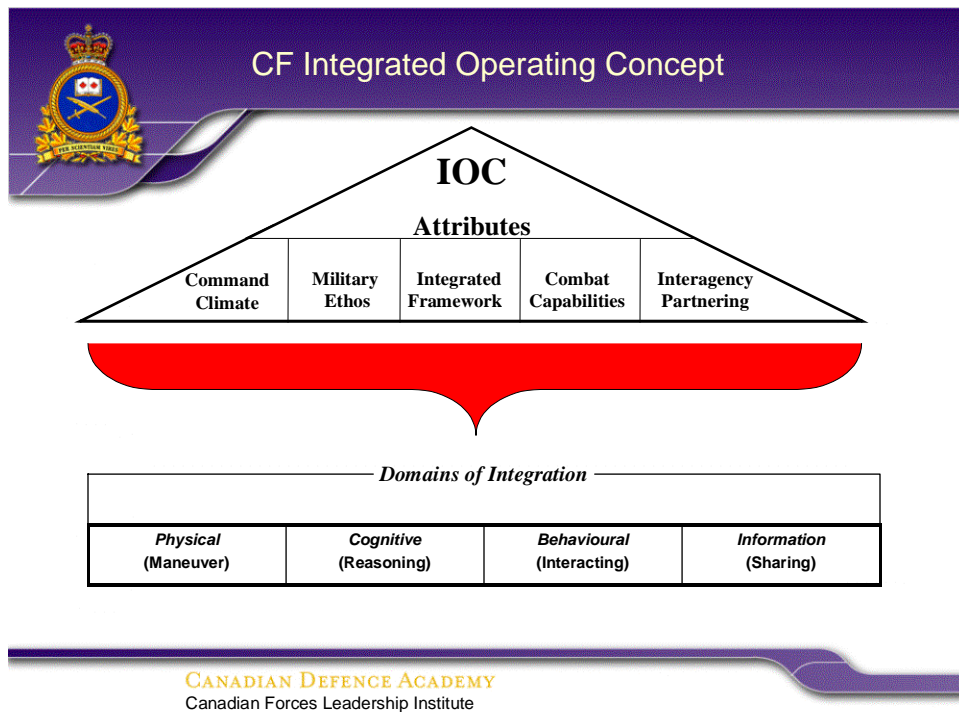 CF Integrated Operating Concept
PER SCIENTIAM VIRES
IOC
Attributes
Command
Climate
Military
Ethos
Integrated
Framework
Combat
Capabilities
Interagency
Partnering
Domains of Integration
Physical
(Maneuver)
Cognitive
(Reasoning)
Behavioural
(Interacting)
Information
(Sharing)
CANADIAN DEFENCE ACADEMY
Canadian Forces Leadership Institute